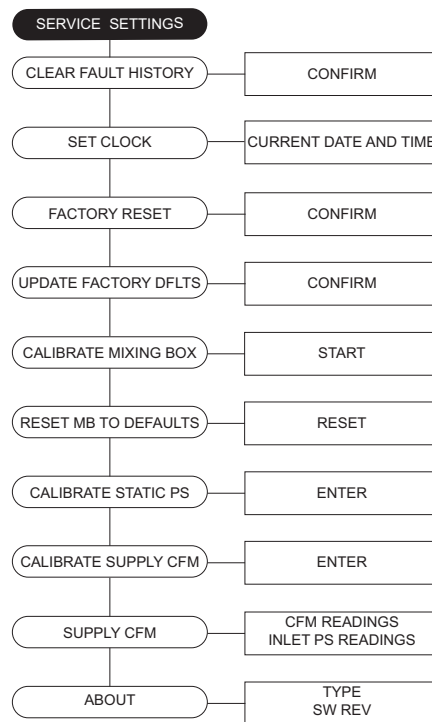 SERVICE SETTINGS
CLEAR FAULT HISTORY
CONFIRM
SET CLOCK
CURRENT DATE AND TIME
FACTORY RESET
CONFIRM
UPDATE FACTORY DFLTS
CONFIRM
CALIBRATE MIXING BOX
START
RESET MB TO DEFAULTS
RESET
CALIBRATE STATIC PS
ENTER
CALIBRATE SUPPLY CFM
ENTER
SUPPLY CFM
CFM READINGS
INLET PS READINGS
ABOUT
TYPE
SW REV